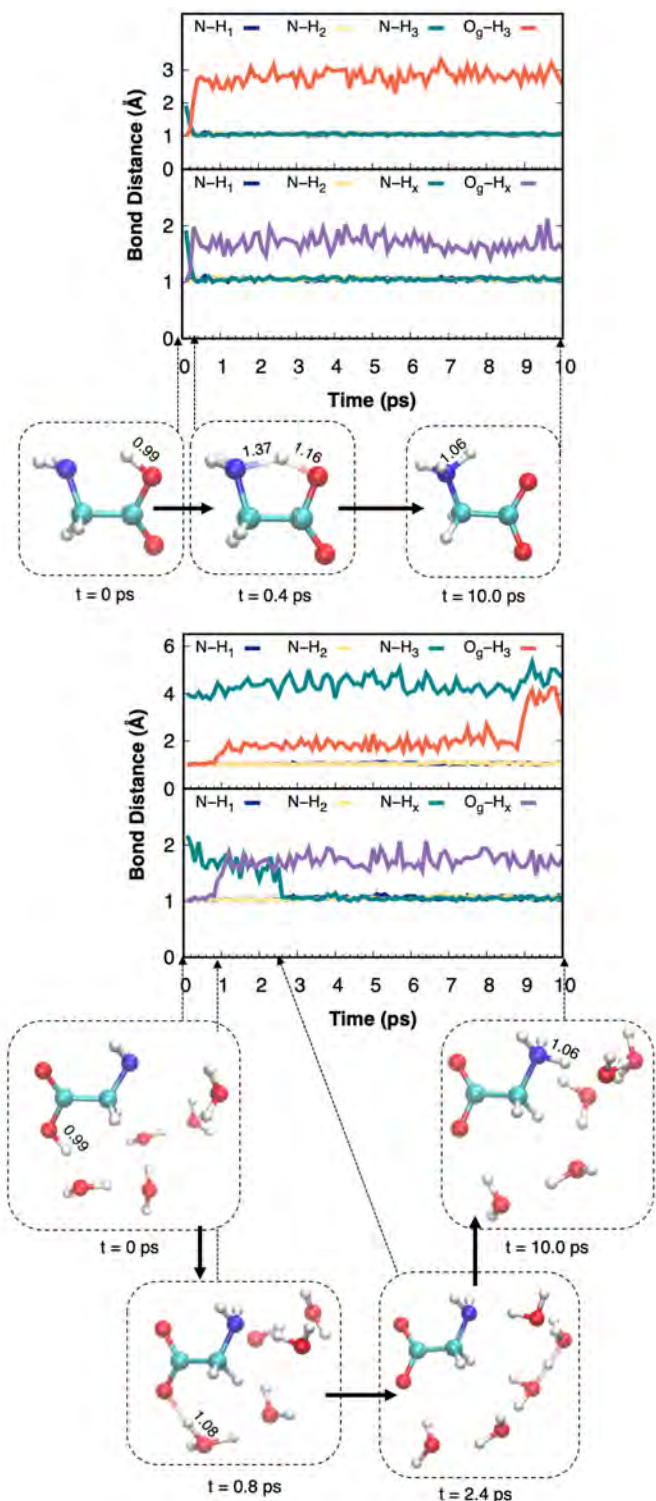 N–H1 N–H2 N–H3 Og–H3
3
2
1
0
N–H1 N–H2 N–Hx Og–Hx
2
1
0
Bond Distance (Å)
0 1 2 3 4 5 6 7 8 9 10
Time (ps)
0.99
1.37
1.16
1.06
t = 0 ps
t = 0.4 ps
t = 10.0 ps
6
N–H1 N–H2 N–H3 Og–H3
4
2
0
N–H1 N–H2 N–Hx Og–Hx
2
1
0
Bond Distance (Å)
0 1 2 3 4 5 6 7 8 9 10
Time (ps)
0.99
1.06
t = 0 ps
t = 10.0 ps
1.08
t = 0.8 ps
t = 2.4 ps